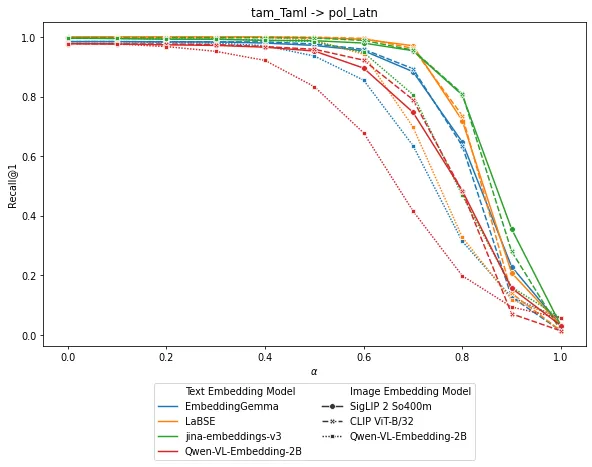 tam_Taml -> pol_Latn
Recall@1
1.0
0.8
0.6
0.4
0.2
0.0
0.0 0.2 0.4 0.6 0.8 1.0
α
Text Embedding Model
EmbeddingGemma
LaBSE
jina-embeddings-v3
Qwen-VL-Embedding-2B
Image Embedding Model
SigLIP 2 So400m
CLIP ViT-B/32
Qwen-VL-Embedding-2B